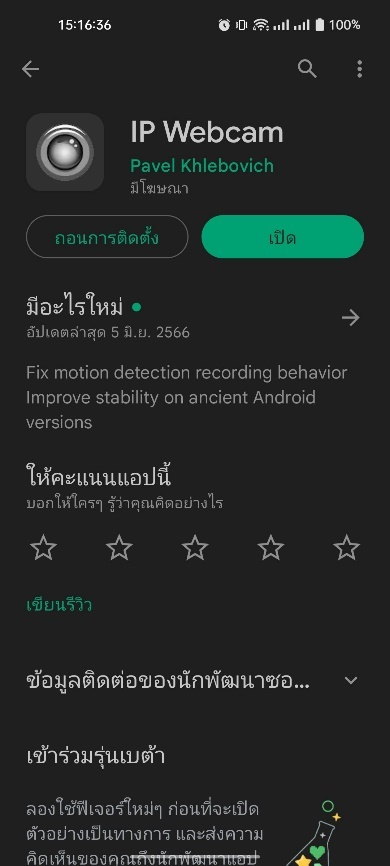 15:16:36
100%
IP Webcam
Pavel Khlebovich
มีโฆษณา
ถอนการติดตั้ง
เปิด
มีอะไรใหม่
อัปเดตล่าสุด 5 มิ.ย. 2566
Fix motion detection recording behavior
Improve stability on ancient Android
versions
ให้คะแนนแอปนี้
บอกให้ใครๆ รู้ว่าคุณคิดอย่างไร
เขียนรีวิว
ข้อมูลติดต่อของนักพัฒนาซอ...
เข้าร่วมรุ่นเบต้า
ลองใช้ฟีเจอร์ใหม่ๆ ก่อนที่จะเปิด
ตัวอย่างเป็นทางการ และส่งความ
คิดเห็นของคุณถึงนักพัฒนาแอป